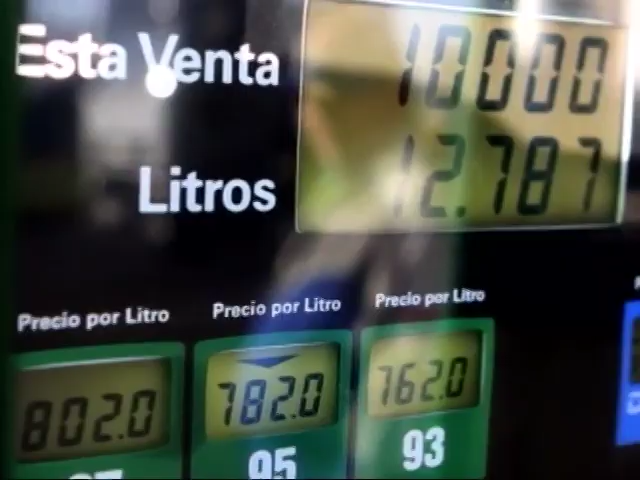 Esta Venta 10000
Litros 12.787
Precio por Litro Precio por Litro Precio por Litro
802.0 782.0 762.0
95 93